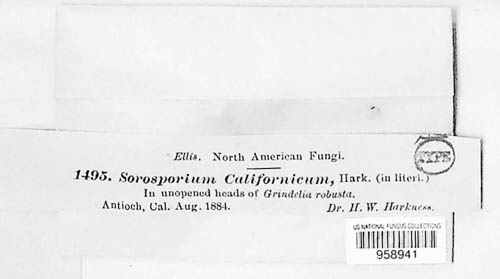 Ellis. North American Fungi.
TYPE
1495. Sorosporium Californicum, Hark. (in literi.)
In unopened heads of Grindelia robusta.
Antioch, Cal. Aug. 1884. Dr. H. W. Harkness.
US NATIONAL FUNGUS COLLECTIONS
958941